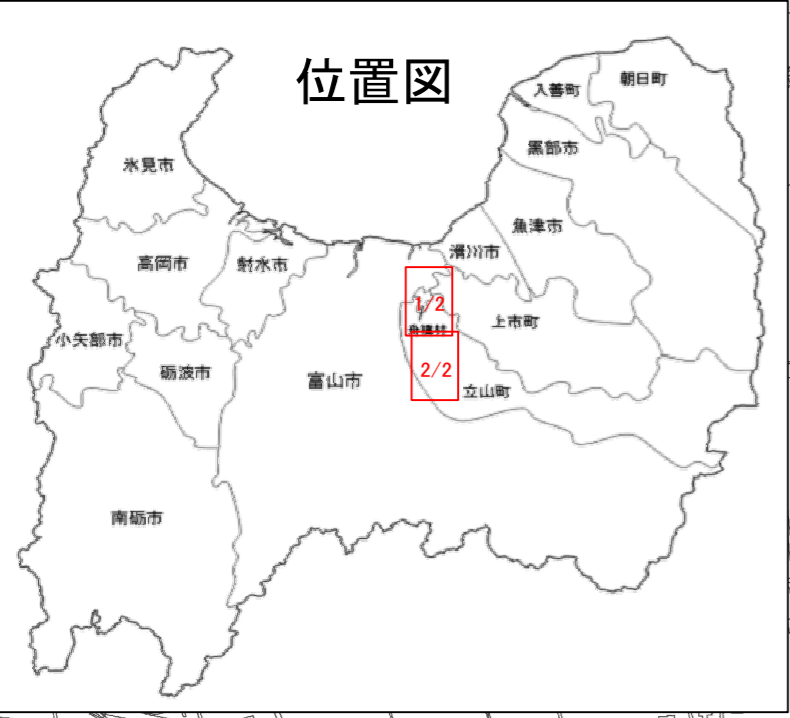 位置図
朝日町
入善町
黒部市
氷見市
魚津市
滑川市
高岡市
射水市
1/2
上市町
舟橋村
小矢部市
砺波市
2/2
富山市
立山町
南砺市